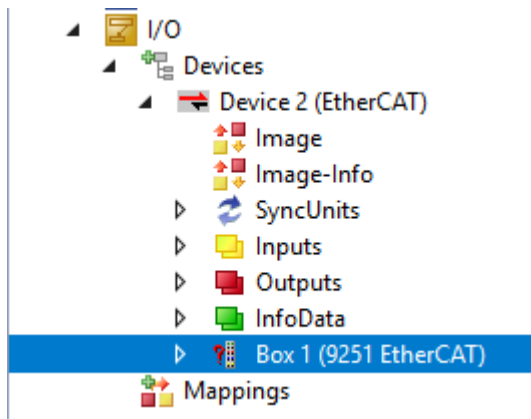 I/O
Devices
Device 2 (EtherCAT)
Image
Image-Info
SyncUnits
Inputs
Outputs
InfoData
Box 1 (9251 EtherCAT)
Mappings